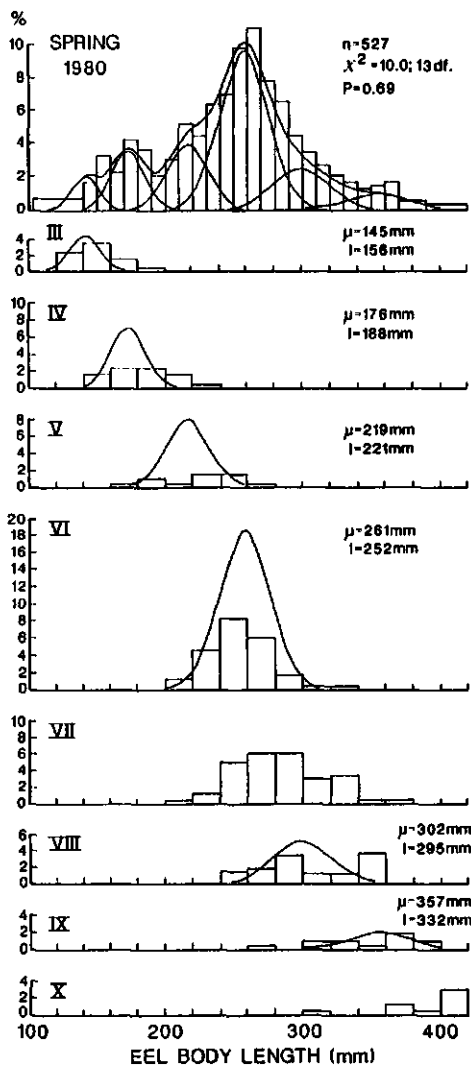 %
SPRING
1980
n=527
χ²=10.0; 13df.
P=0.69
10
8
6
4
2
0
III
μ=145mm
l=156mm
4
2
0
IV
μ=176mm
l=188mm
10
8
6
4
2
0
V
μ=219mm
l=221mm
8
6
4
2
0
VI
μ=261mm
l=252mm
20
18
16
14
12
10
8
6
4
2
0
VII
6
4
2
0
VIII
μ=302mm
l=295mm
6
4
2
0
IX
μ=357mm
l=332mm
4
2
0
X
4
2
0
100 200 300 400
EEL BODY LENGTH (mm)